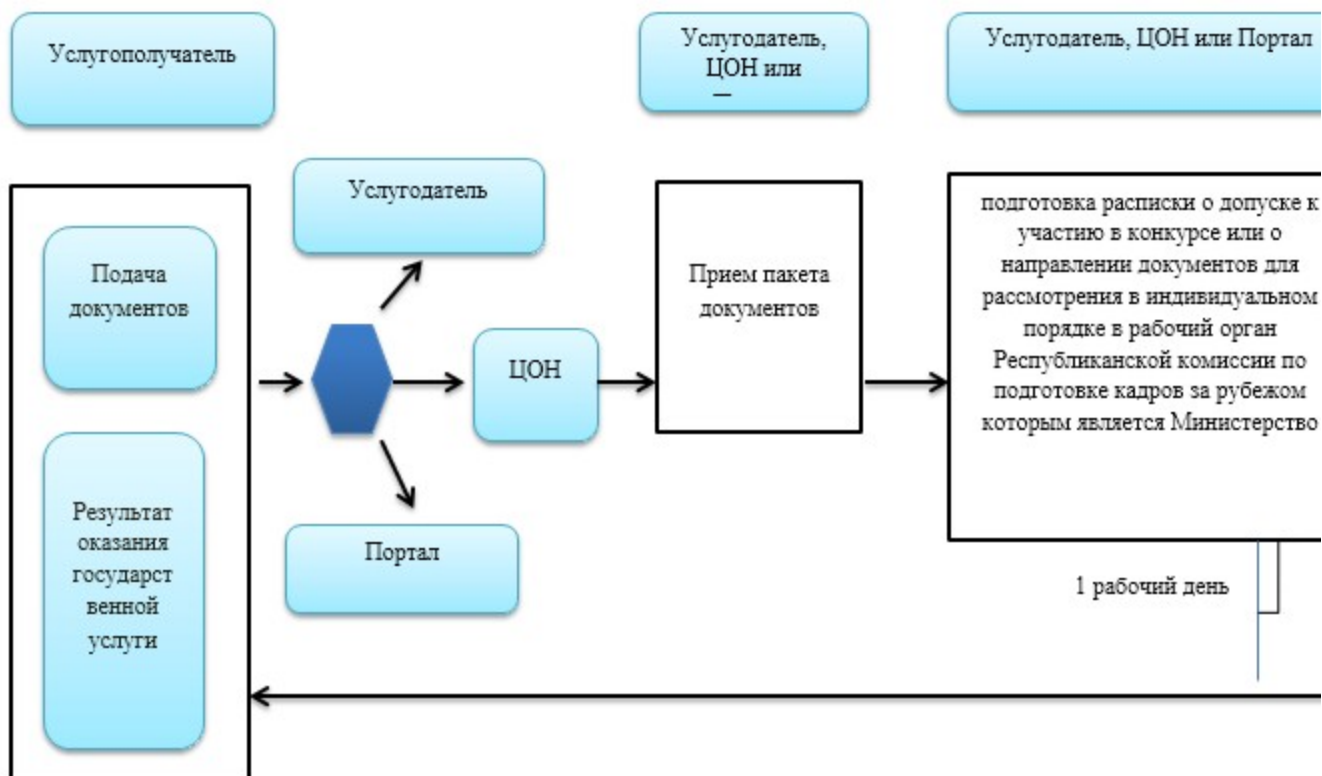 Услугополучатель
Услугодатель,
ЦОН или
Услугодатель, ЦОН или Портал
Услугодатель
Подача
документов
Прием пакета
документов
ЦОН
Портал
Результат
оказания
государст
венной
услуги
подготовка расписки о допуске к
участию в конкурсе или о
направлении документов для
рассмотрения в индивидуальном
порядке в рабочий орган
Республиканской комиссии по
подготовке кадров за рубежом
которым является Министерство
1 рабочий день